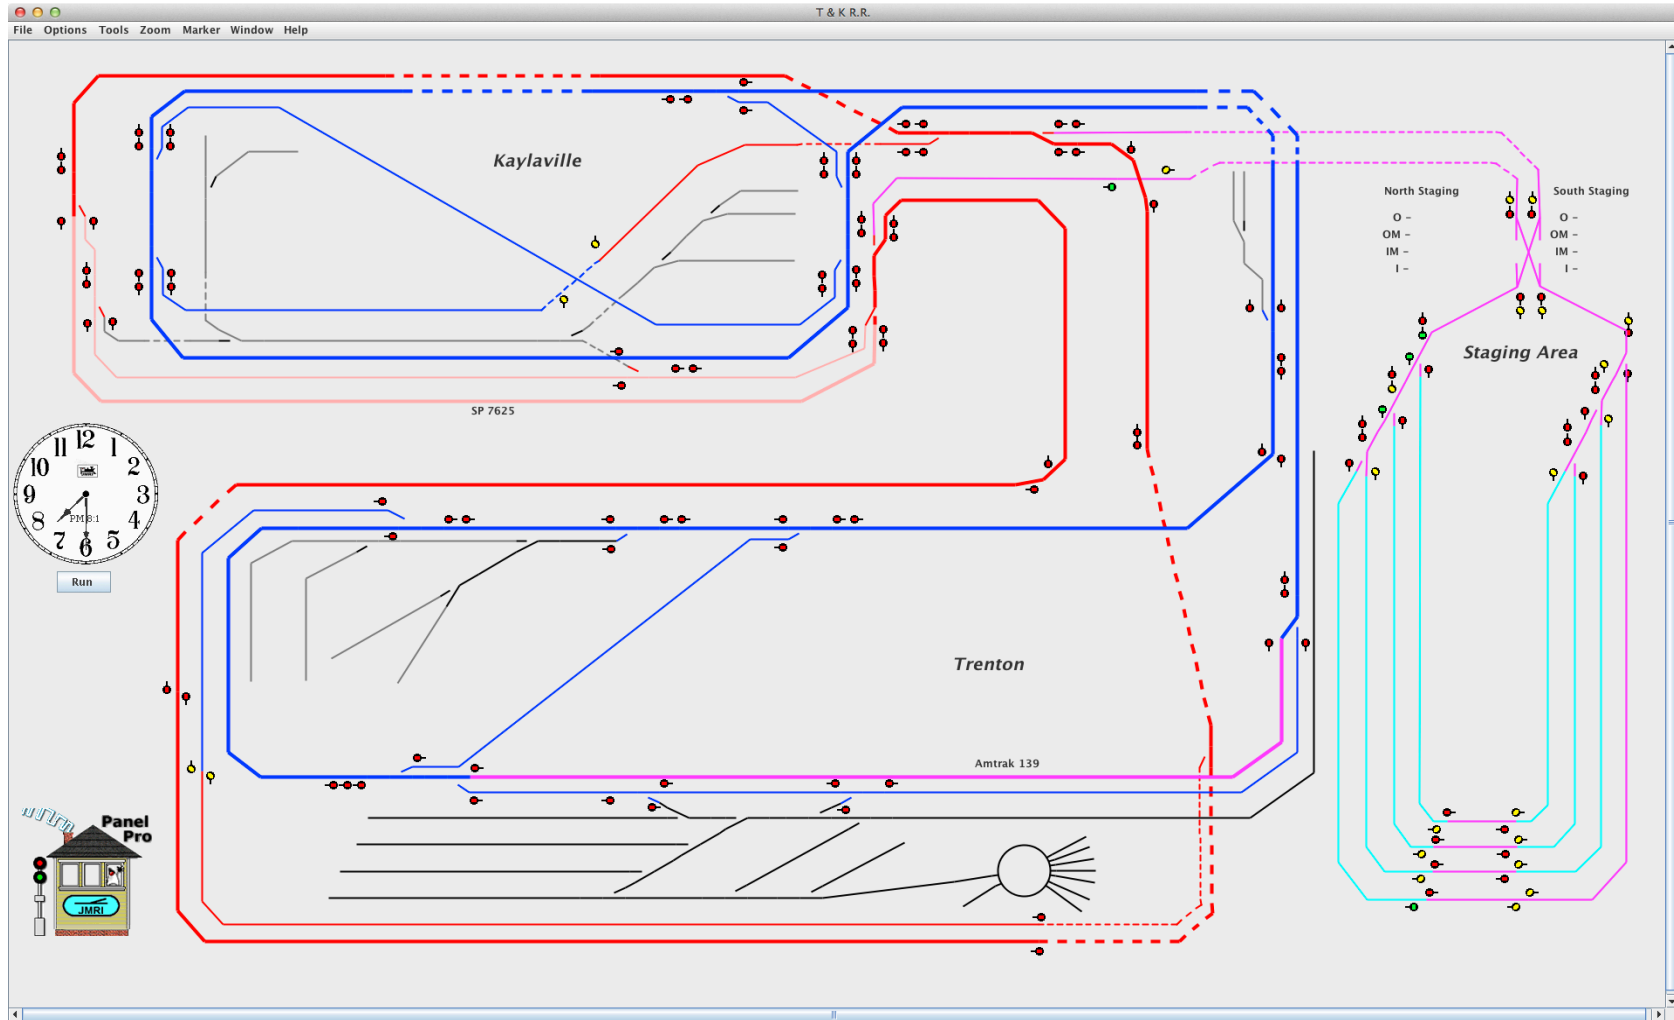 T & K R.R.
File Options Tools Zoom Marker Window Help
Kaylaville
North Staging
South Staging
O –
O –
OM –
OM –
IM –
IM –
I –
I –
Staging Area
SP 7625
12
11
1
10
2
9
3
8
4
7
5
6
PM 8:1
Run
Trenton
Amtrak 139
Panel
Pro
JMRI